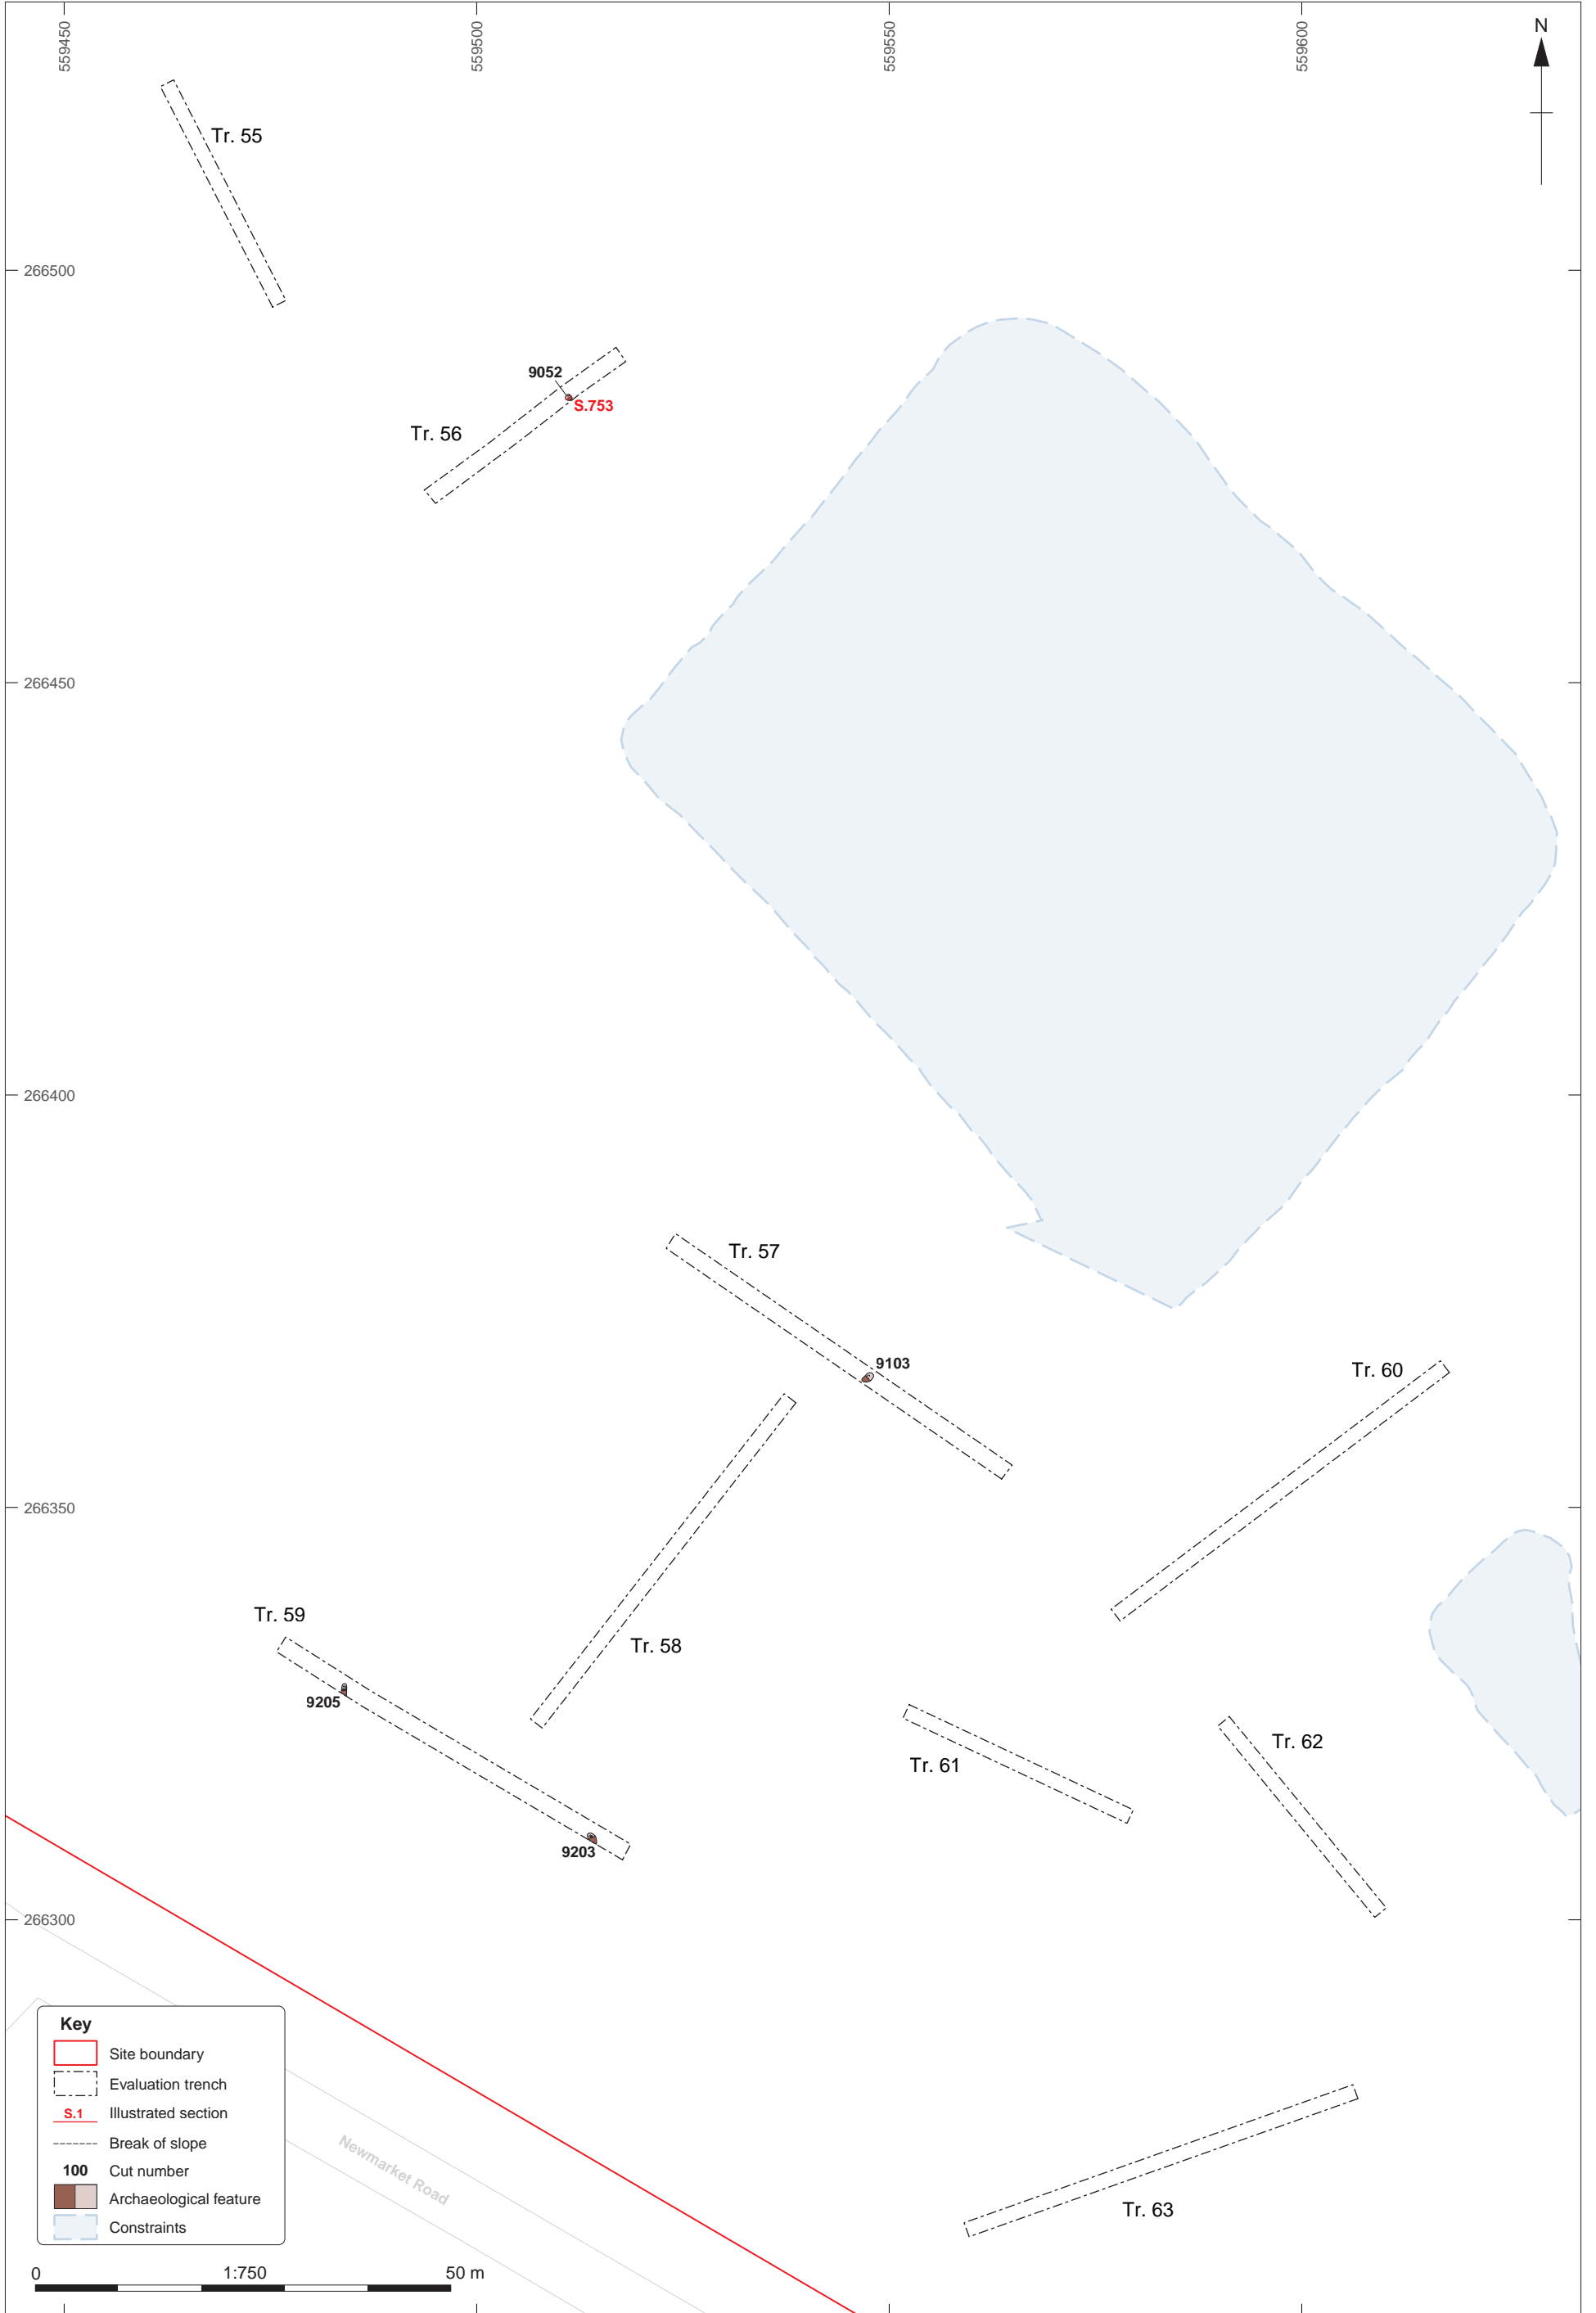 559450
559500
559550
559600
N
Tr. 55
266500
9052
S.753
Tr. 56
266450
266400
Tr. 57
9103
Tr. 60
266350
Tr. 59
Tr. 58
9205
Tr. 61
Tr. 62
9203
266300
Key
Site boundary
Evaluation trench
S.1 Illustrated section
Break of slope
100 Cut number
Archaeological feature
Constraints
Newmarket Road
Tr. 63
0 1:750 50 m